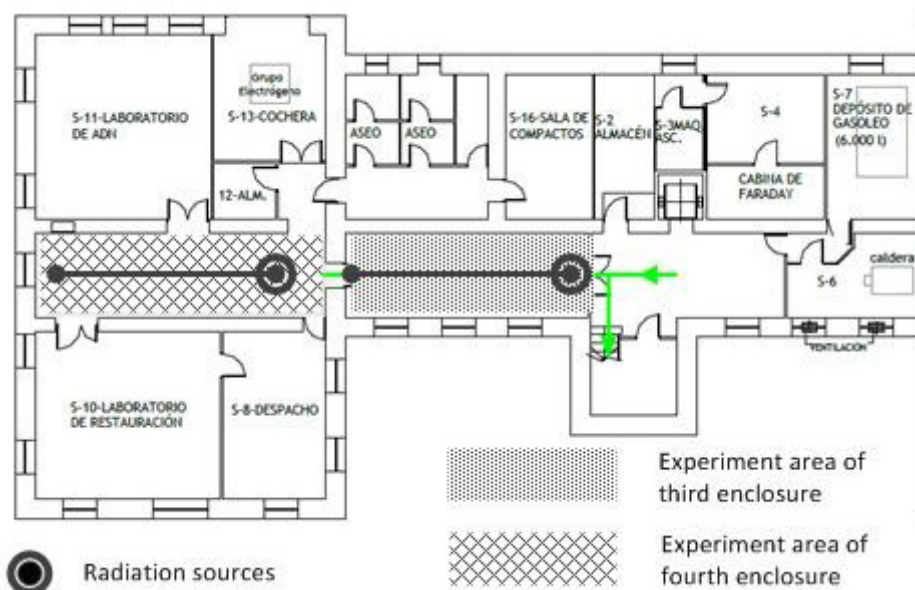 Grupo
Electrógeno
S-11-LABORATORIO
DE ADN
S-13-COCHERA
ASEO
ASEO
S-16-SALA DE
COMPACTOS
S-2
ALMACÉN
S-3MAQ.
ASC.
S-4
S-7
DEPÓSITO DE
GASOLEO
(6.000 l)
CABINA DE
FARADAY
12-ALM.
caldera
S-6
VENTILACIÓN
S-10-LABORATORIO
DE RESTAURACIÓN
S-8-DESPACHO
Experiment area of
third enclosure
Experiment area of
fourth enclosure
Radiation sources